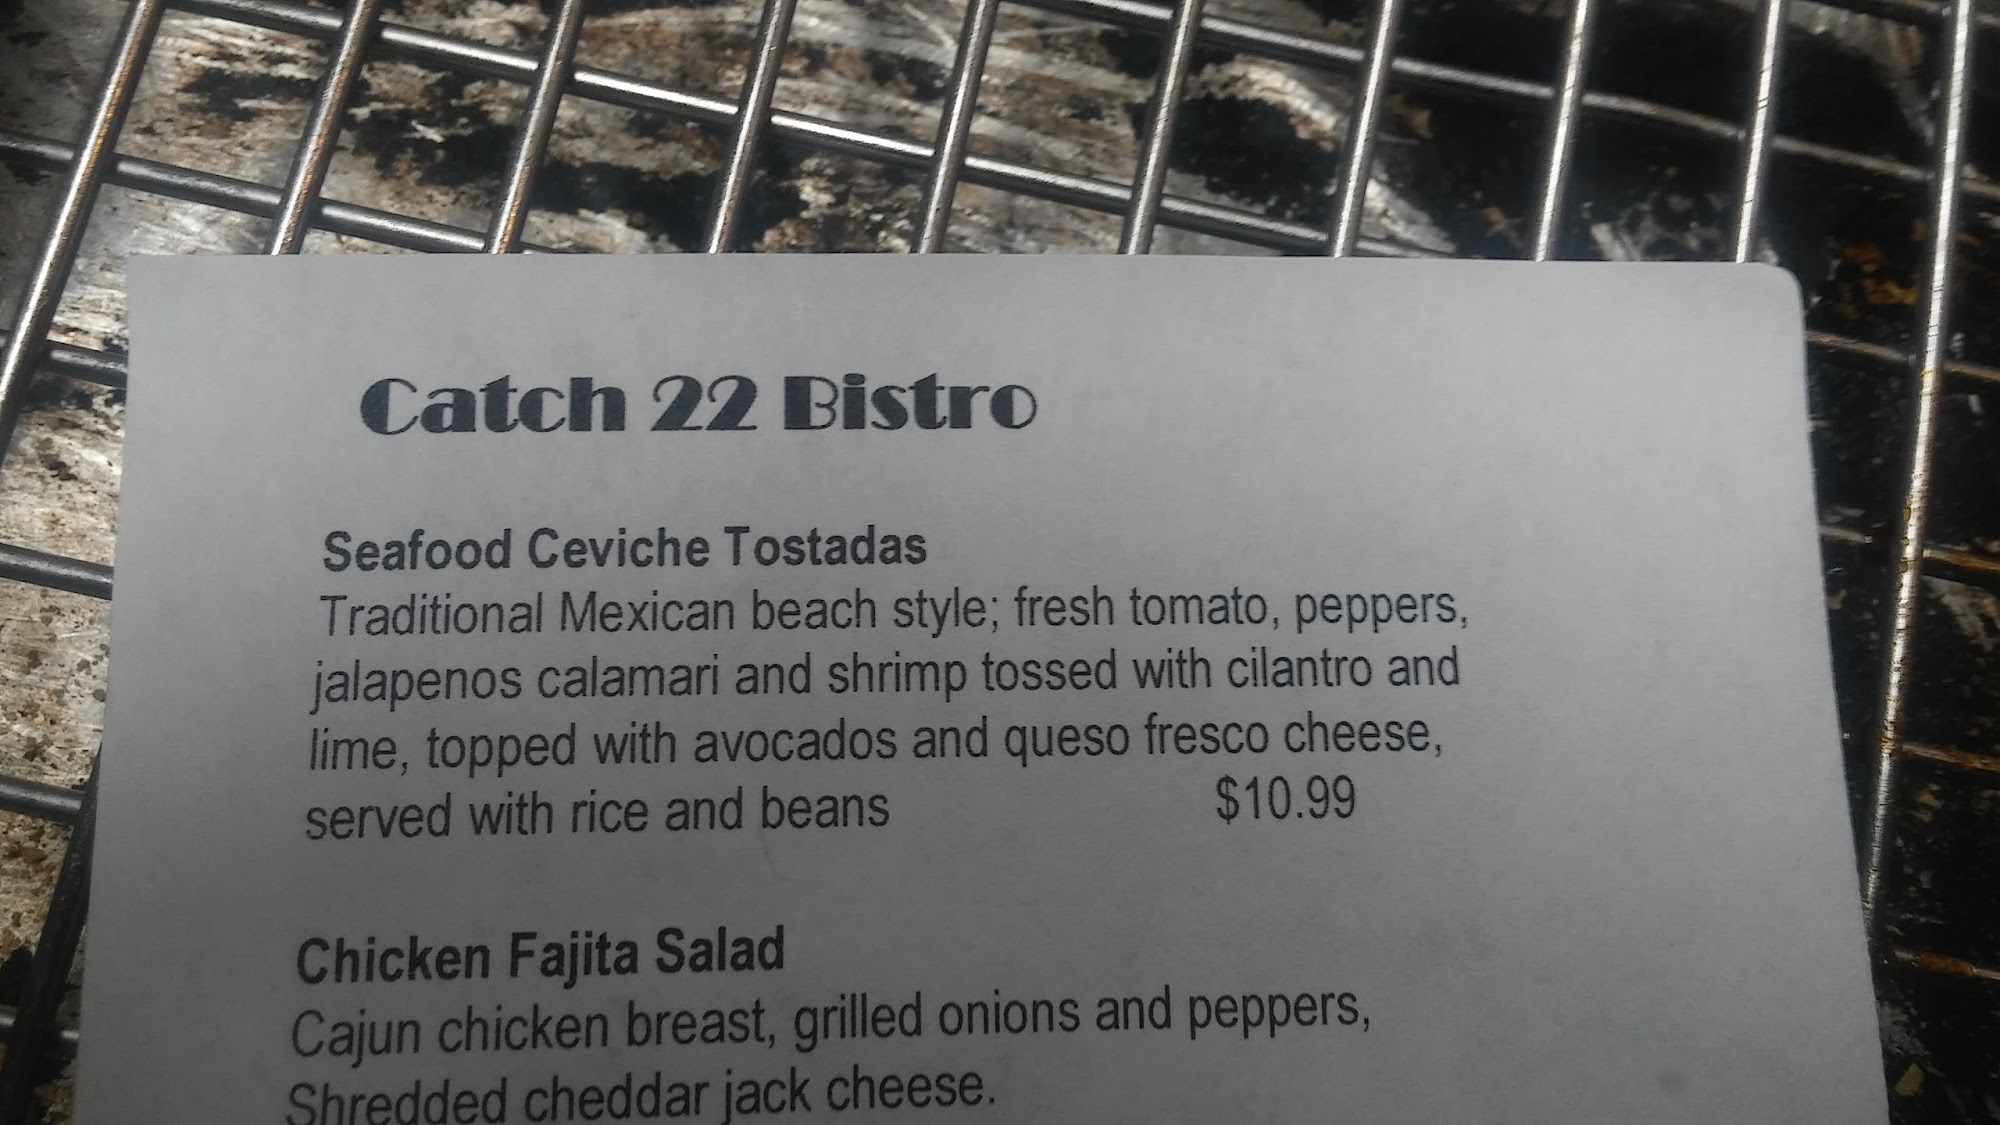 Catch 22 Bistro
Seafood Ceviche Tostadas
Traditional Mexican beach style; fresh tomato, peppers,
jalapenos calamari and shrimp tossed with cilantro and
lime, topped with avocados and queso fresco cheese,
served with rice and beans $10.99
Chicken Fajita Salad
Cajun chicken breast, grilled onions and peppers,
Shredded cheddar jack cheese.